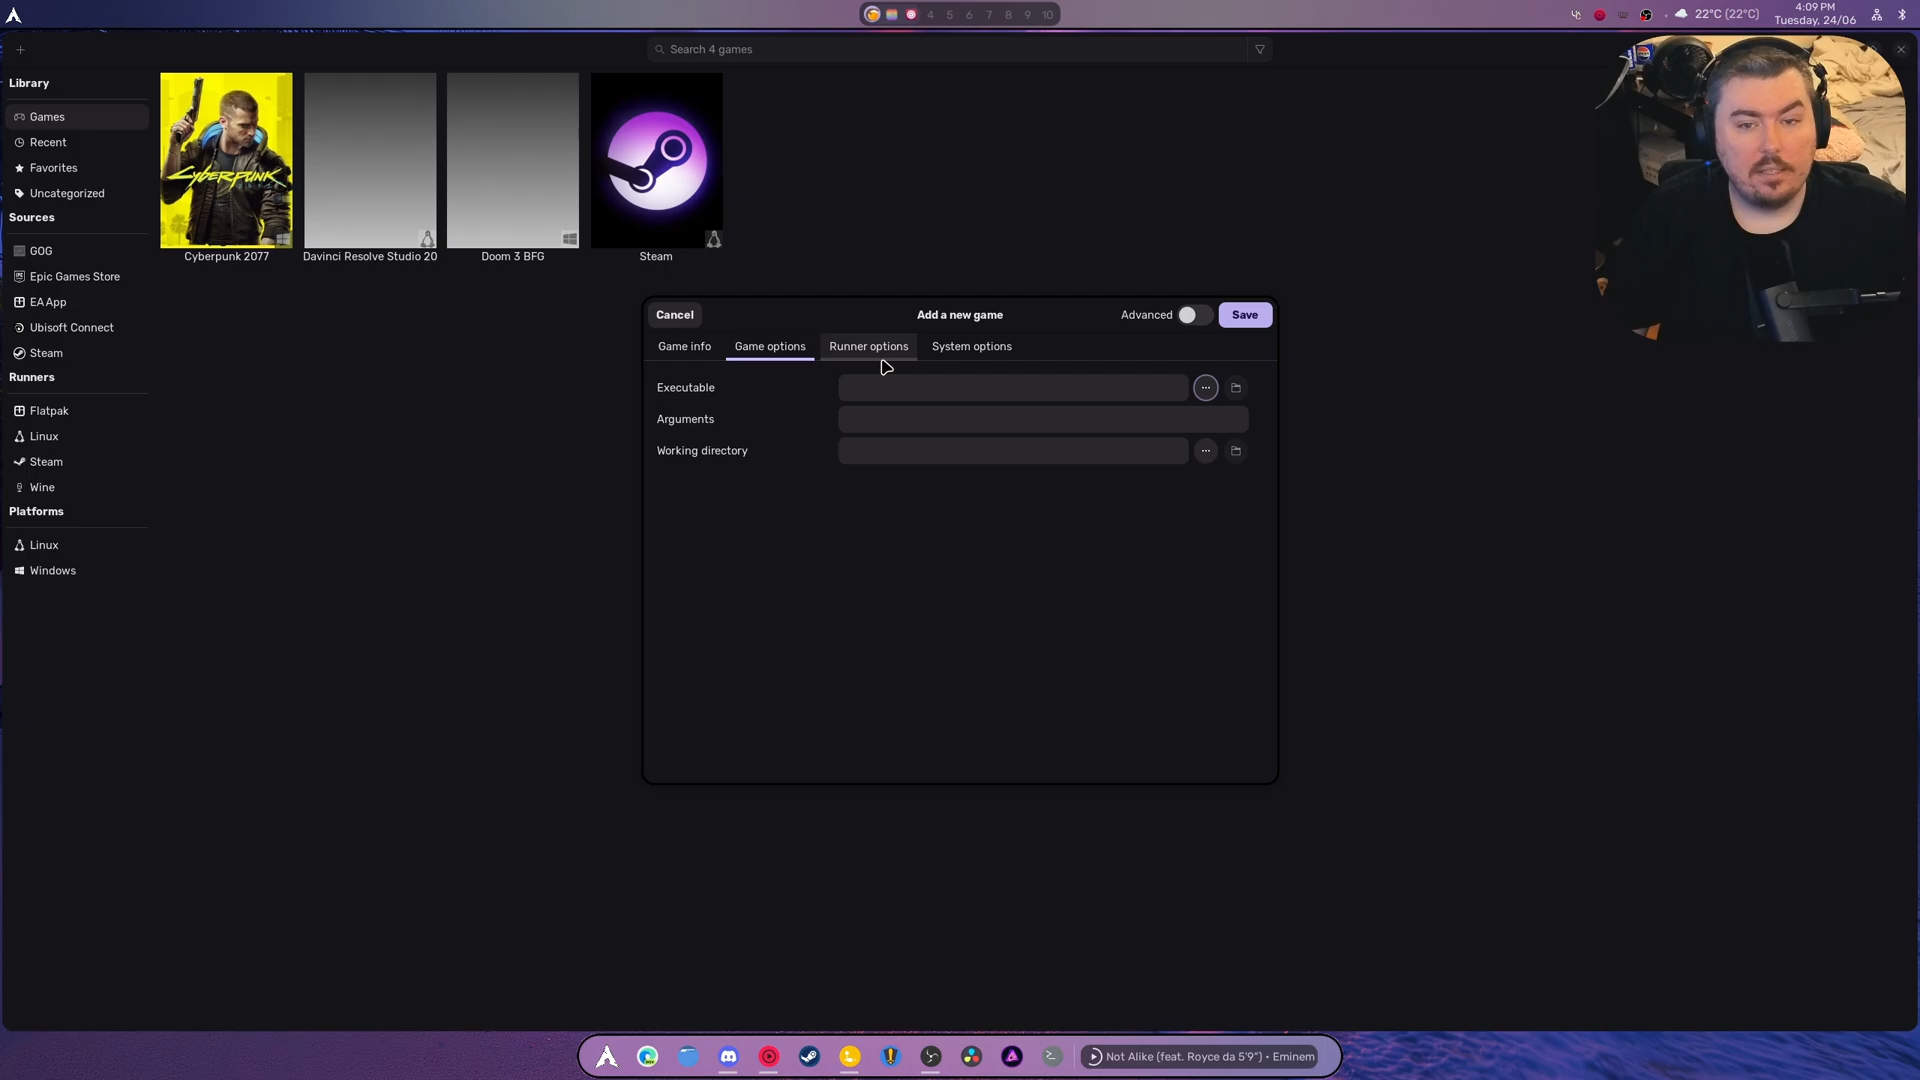 4 5 6 7 8 9 10
22°C (22°C)
4:09 PM
Tuesday, 24/06
Search 4 games
Library
Games
Recent
Favorites
Uncategorized
Sources
GOG
Epic Games Store
EA App
Ubisoft Connect
Steam
Runners
Flatpak
Linux
Steam
Wine
Platforms
Linux
Windows
CYBERPUNK
Cyberpunk 2077
Davinci Resolve Studio 20
Doom 3 BFG
Steam
Cancel
Add a new game
Advanced
Save
Game info
Game options
Runner options
System options
Executable
Arguments
Working directory
Not Alike (feat. Royce da 5'9") • Eminem